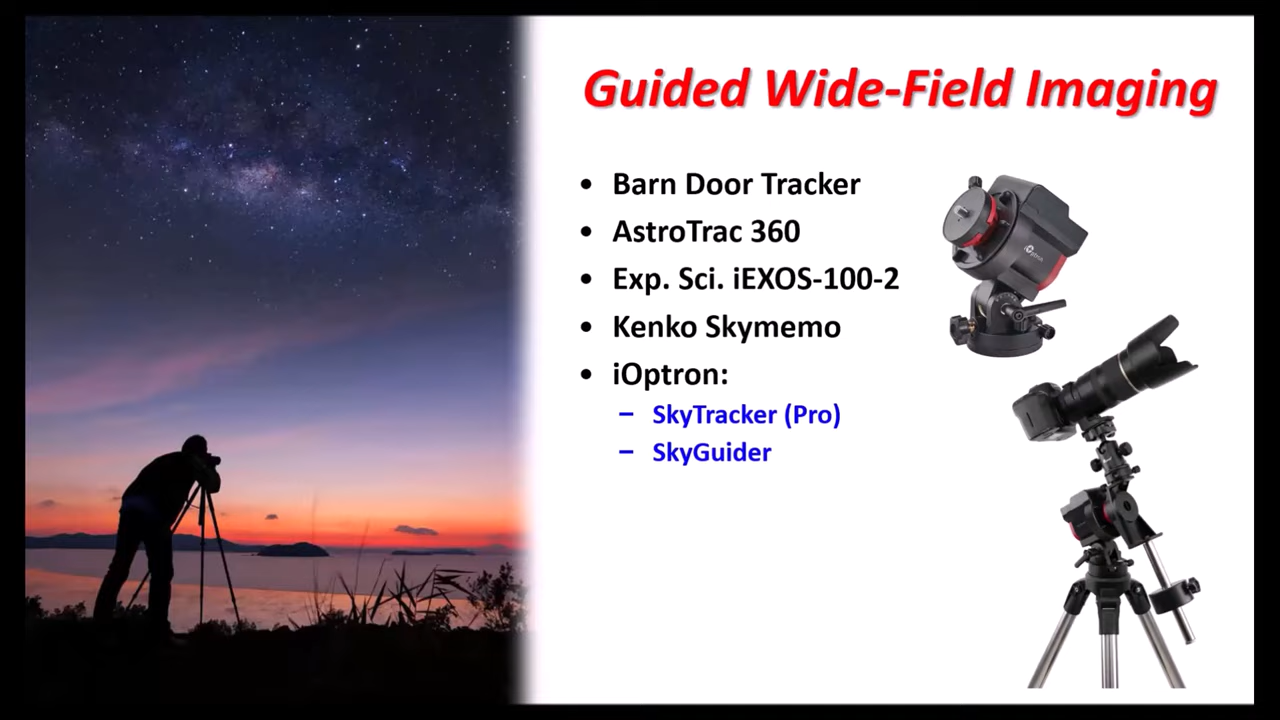 Guided Wide-Field Imaging
• Barn Door Tracker
• AstroTrac 360
• Exp. Sci. iEXOS-100-2
• Kenko Skymemo
• iOptron:
– SkyTracker (Pro)
– SkyGuider
iOptron